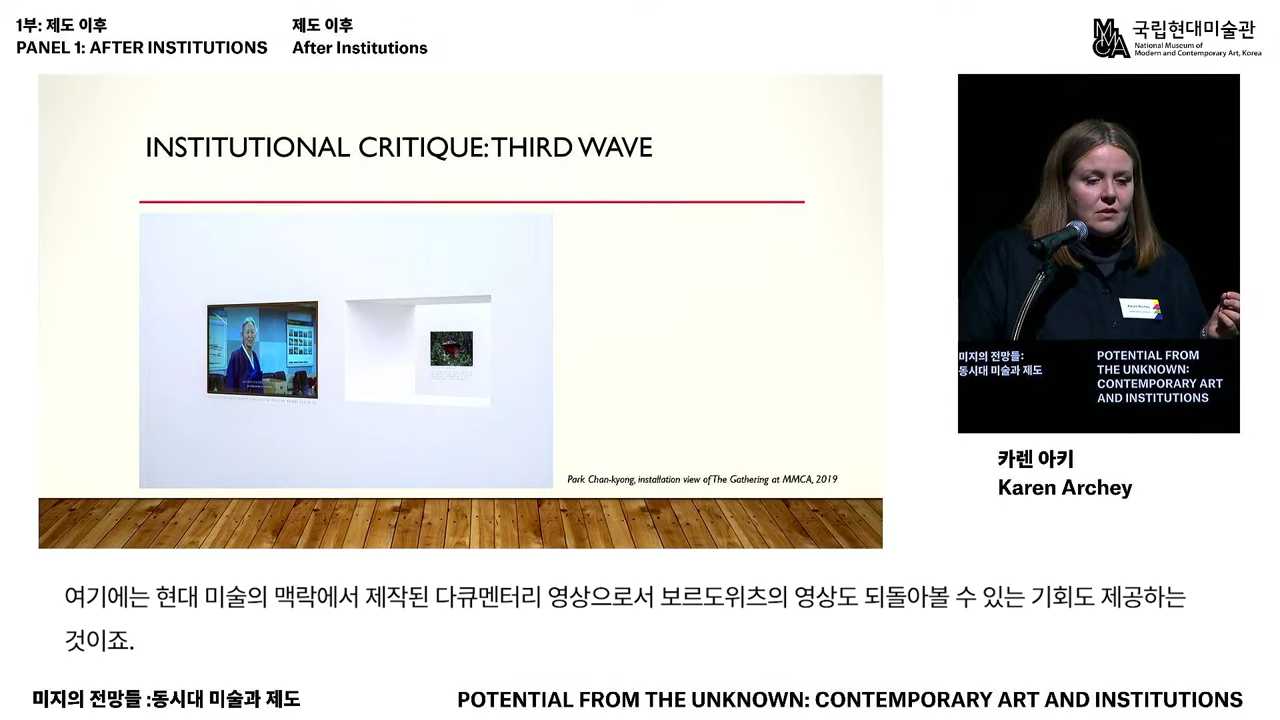 1부: 제도 이후
PANEL 1: AFTER INSTITUTIONS
제도 이후
After Institutions
MMCA
국립현대미술관
National Museum of
Modern and Contemporary Art, Korea
INSTITUTIONAL CRITIQUE: THIRD WAVE
Park Chan-kyong, installation view of The Gathering at MMCA, 2019
Karen Archey
미지의 전망들:
동시대 미술과 제도
POTENTIAL FROM
THE UNKNOWN:
CONTEMPORARY ART
AND INSTITUTIONS
카렌 아키
Karen Archey
여기에는 현대 미술의 맥락에서 제작된 다큐멘터리 영상으로서 보르도위츠의 영상도 되돌아볼 수 있는 기회도 제공하는
것이죠.
미지의 전망들 :동시대 미술과 제도
POTENTIAL FROM THE UNKNOWN: CONTEMPORARY ART AND INSTITUTIONS